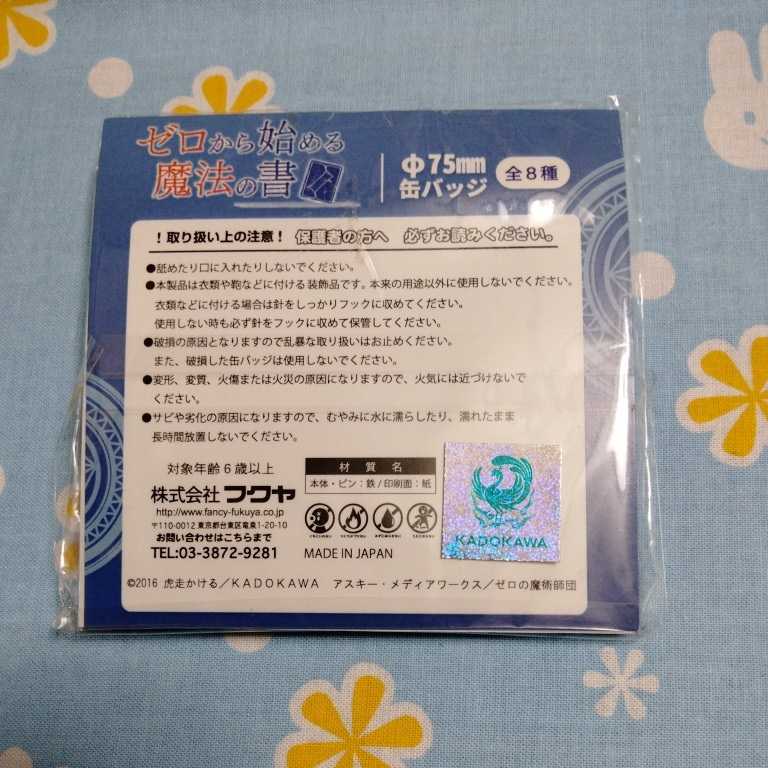 ゼロから始める
魔法の書
Φ75mm
缶バッジ
全8種
！取り扱い上の注意！ 保護者の方へ 必ずお読みください。
●舐めたり口に入れたりしないでください。
●本製品は衣類や鞄などに付ける装飾品です。本来の用途以外に使用しないでください。
衣類などに付ける場合は針をしっかりフックに収めてください。
使用しない時も必ず針をフックに収めて保管してください。
●破損の原因となりますので乱暴な取り扱いはお止めください。
また、破損した缶バッジは使用しないでください。
●変形、変質、火傷または火災の原因になりますので、火気には近づけないで
ください。
●サビや劣化の原因になりますので、むやみに水に濡らしたり、濡れたまま
長時間放置しないでください。
対象年齢6歳以上
株式会社フクヤ
http://www.fancy-fukuya.co.jp
〒110-0012 東京都台東区竜泉1-20-10
お問い合わせはこちらまで
TEL:03-3872-9281
材質名
本体・ピン：鉄/印刷面：紙
MADE IN JAPAN
KADOKAWA
©2016 虎走かける／KADOKAWA アスキー・メディアワークス／ゼロの魔術師団